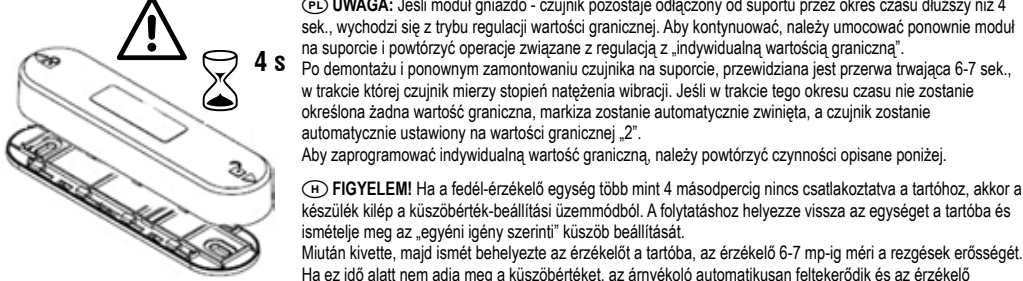 4 s
(PL) UWAGA: Jeśli moduł gniazdo - czujnik pozostaje odłączony od suportu przez okres czasu dłuższy niż 4
sek., wychodzi się z trybu regulacji wartości granicznej. Aby kontynuować, należy umocować ponownie moduł
na suporcie i powtórzyć operacje związane z regulacją z „indywidualną wartością graniczną”.
Po demontażu i ponownym zamontowaniu czujnika na suporcie, przewidziana jest przerwa trwająca 6-7 sek.,
w trakcie której czujnik mierzy stopień natężenia wibracji. Jeśli w trakcie tego okresu czasu nie zostanie
określona żadna wartość graniczna, markiza zostanie automatycznie zwinięta, a czujnik zostanie
automatycznie ustawiony na wartości granicznej „2”.
Aby zaprogramować indywidualną wartość graniczną, należy powtórzyć czynności opisane poniżej.
(H) FIGYELEM! Ha a fedél-érzékelő egység több mint 4 másodpercig nincs csatlakoztatva a tartóhoz, akkor a
készülék kilép a küszöbérték-beállítási üzemmódból. A folytatáshoz helyezze vissza az egységet a tartóba és
ismételje meg az „egyéni igény szerinti” küszöb beállítását.
Miután kivette, majd ismét behelyezte az érzékelőt a tartóba, az érzékelő 6-7 mp-ig méri a rezgések erősségét.
Ha ez idő alatt nem adja meg a küszöbértéket, az árnyékoló automatikusan feltekerődik és az érzékelő